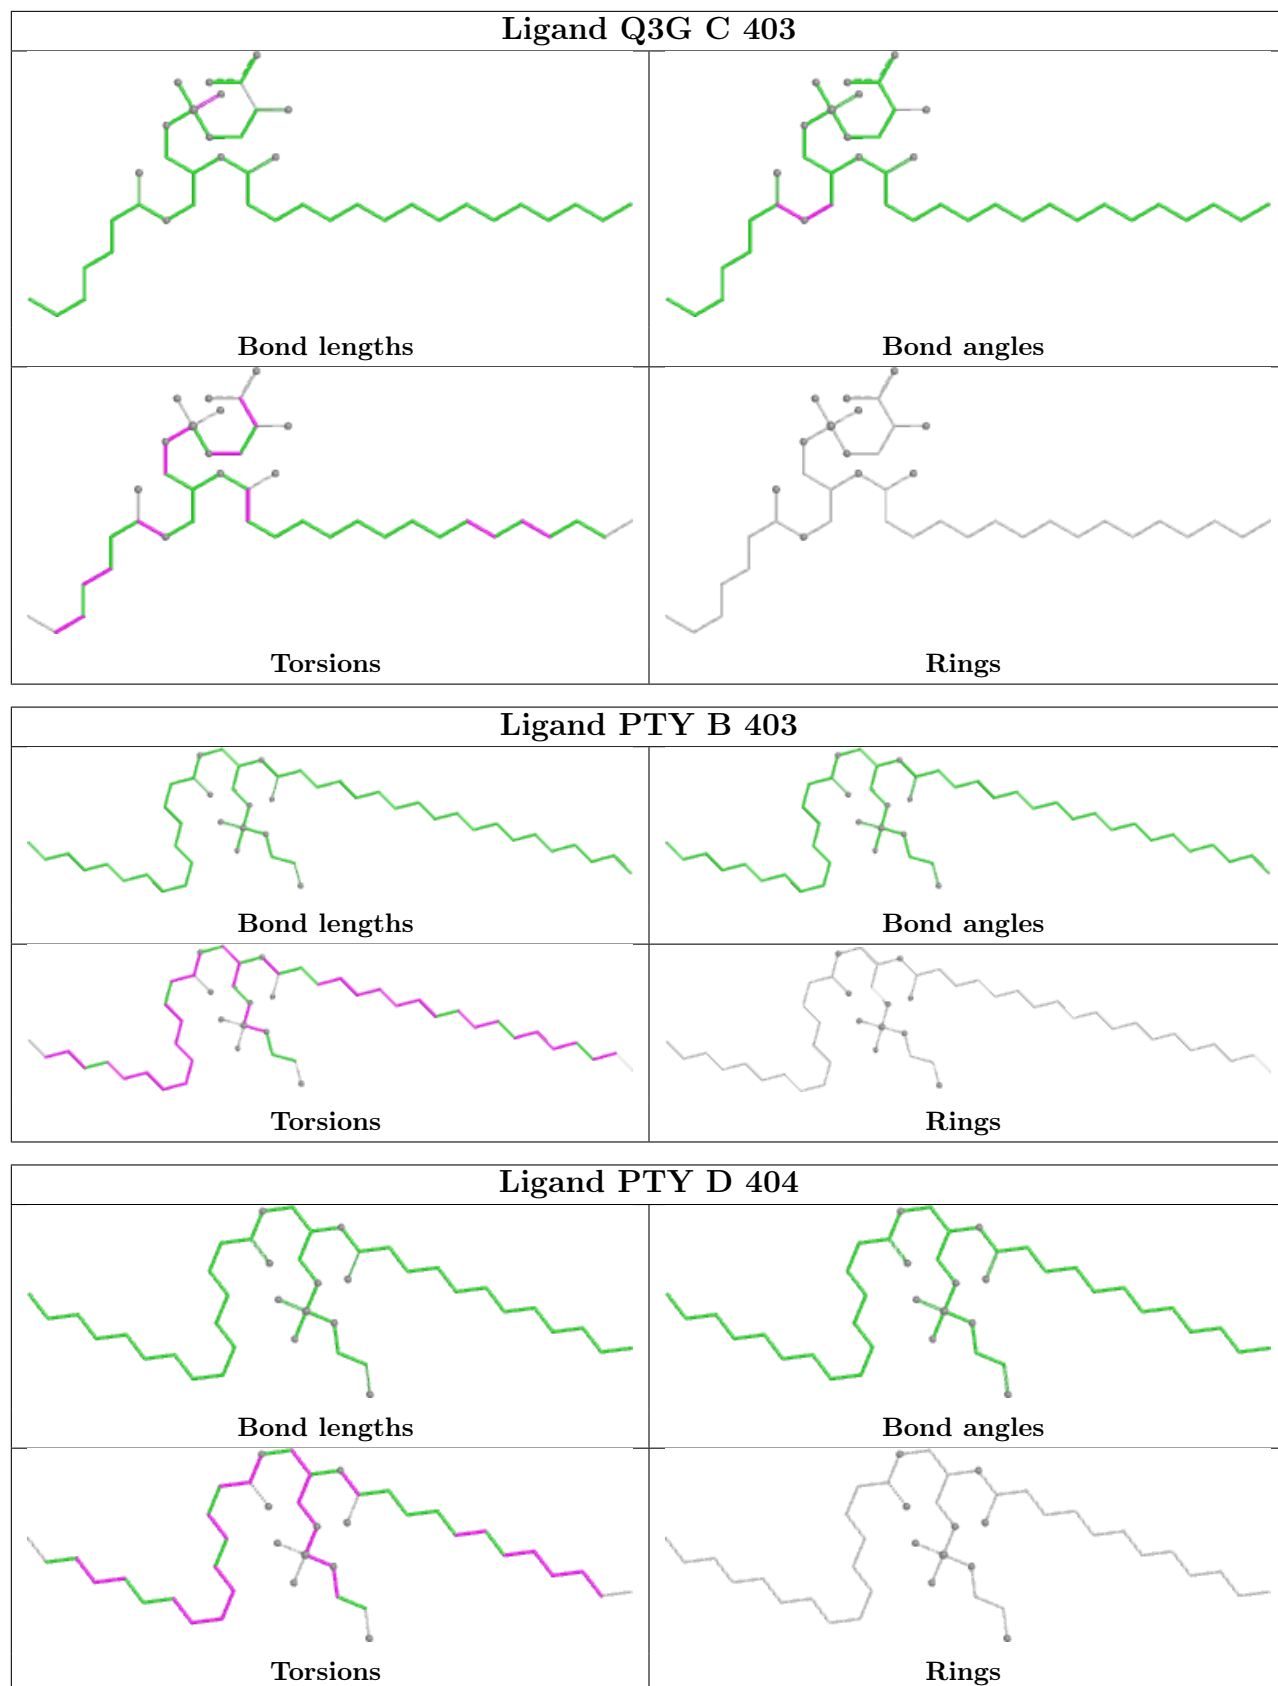 Ligand Q3G C 403
Bond lengths
Bond angles
Torsions
Rings
Ligand PTY B 403
Bond lengths
Bond angles
Torsions
Rings
Ligand PTY D 404
Bond lengths
Bond angles
Torsions
Rings